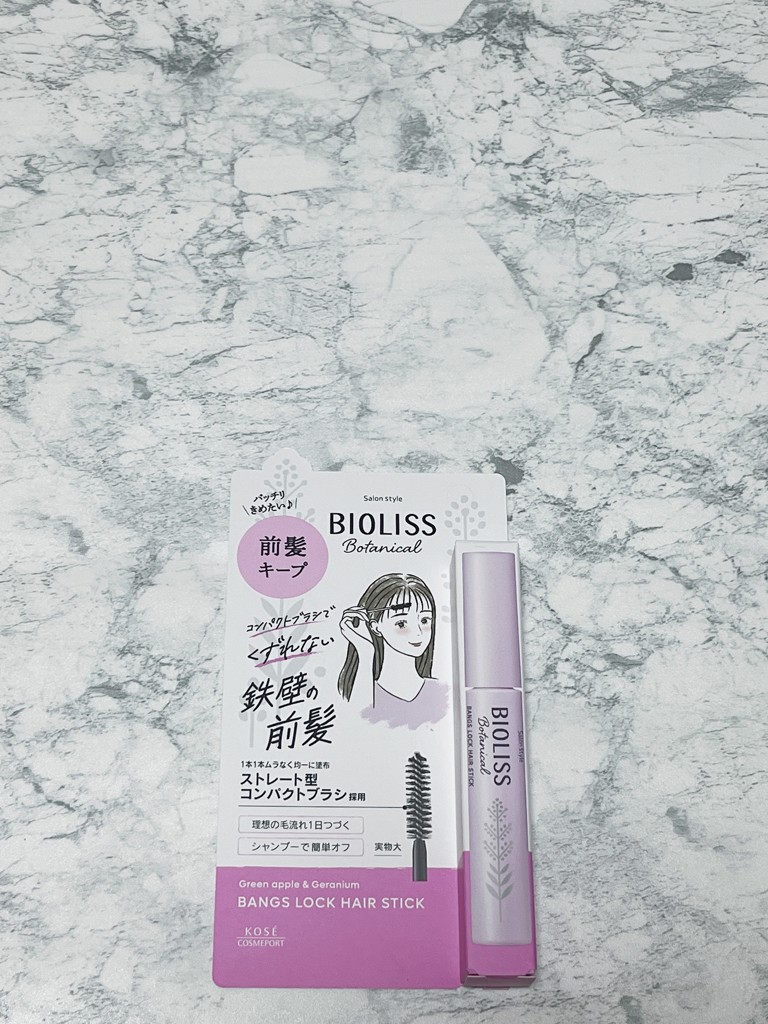 バッチリ
\きめたい♪/
前髪
キープ
Salon style
BIOLISS
Botanical
コンパクトブラシで
くずれない
鉄壁の
前髪
1本1本ムラなく均一に塗布
ストレート型
コンパクトブラシ採用
理想の毛流れ1日つづく
シャンプーで簡単オフ
実物大
Green apple & Geranium
BANGS LOCK HAIR STICK
KOSÉ
COSMEPORT
Salon style
BIOLISS
Botanical
BANGS LOCK HAIR STICK